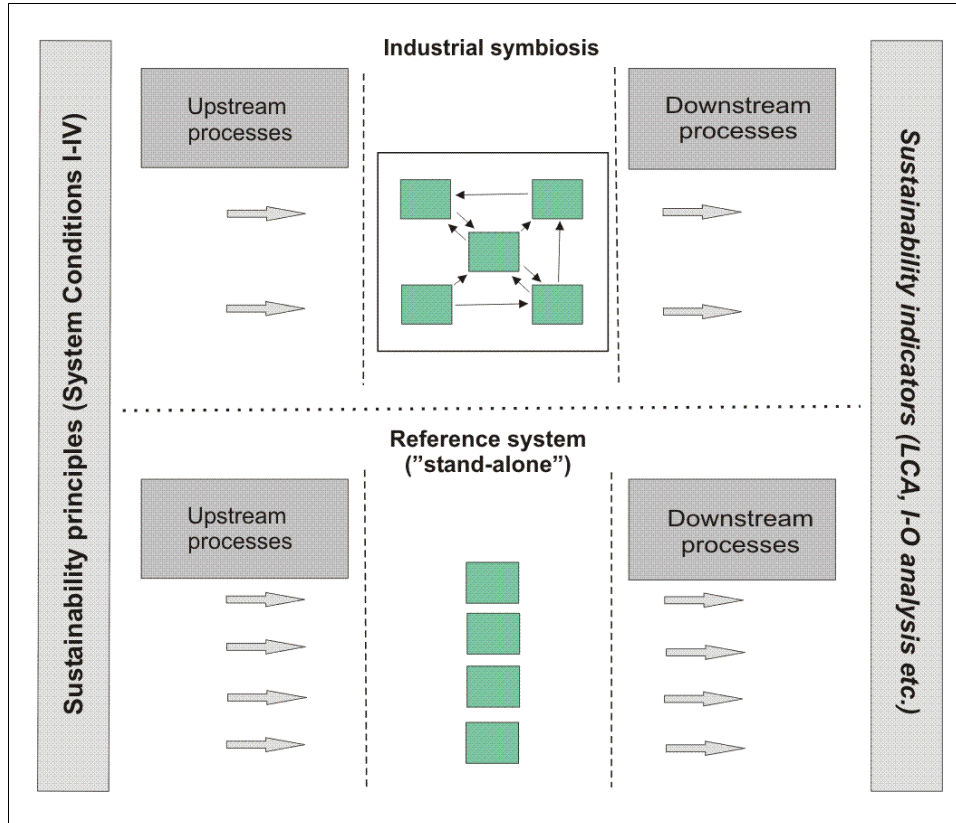 Sustainability principles (System Conditions I-IV)
Industrial symbiosis
Upstream
processes
Downstream
processes
Reference system
(”stand-alone”)
Upstream
processes
Downstream
processes
Sustainability indicators (LCA, I-O analysis etc.)